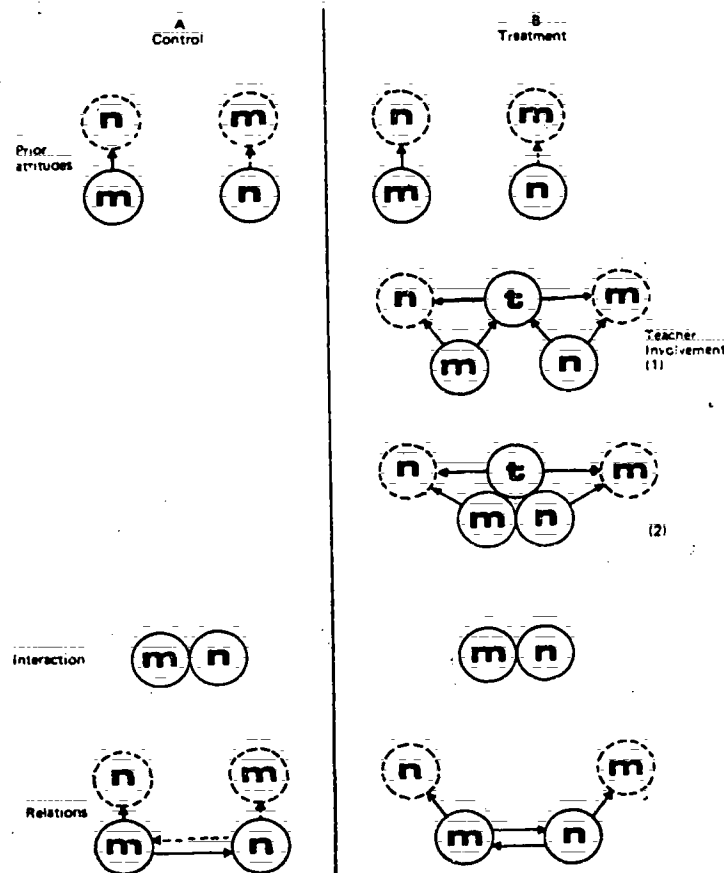 A
Control
B
Treatment
n m n m
Prior
attitudes
m n m n
n t m
Teacher
Involvement
(1)
m n
n t m
m n
(2)
Interaction
m n m n
n m n m
Relations
m n m n